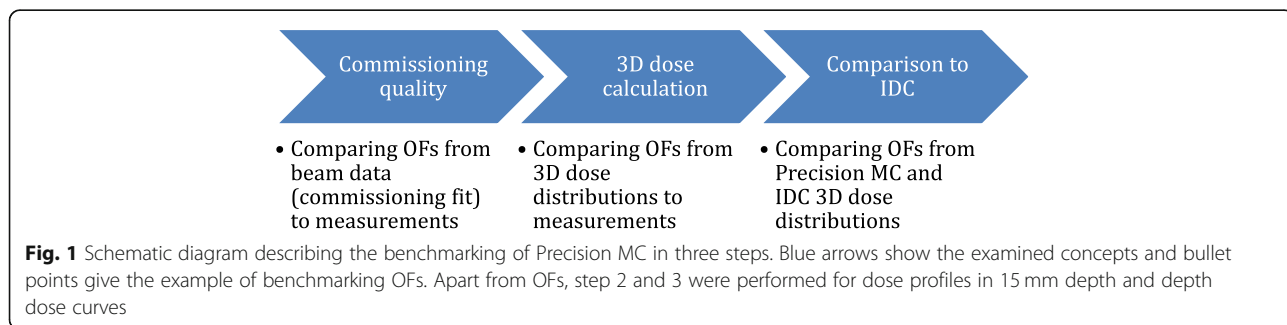 Commissioning
quality
3D dose
calculation
Comparison to
IDC
• Comparing OFs from
beam data
(commissioning fit)
to measurements
• Comparing OFs from
3D dose
distributions to
measurements
• Comparing OFs from
Precision MC and
IDC 3D dose
distributions
Fig. 1 Schematic diagram describing the benchmarking of Precision MC in three steps. Blue arrows show the examined concepts and bullet
points give the example of benchmarking OFs. Apart from OFs, step 2 and 3 were performed for dose profiles in 15 mm depth and depth
dose curves